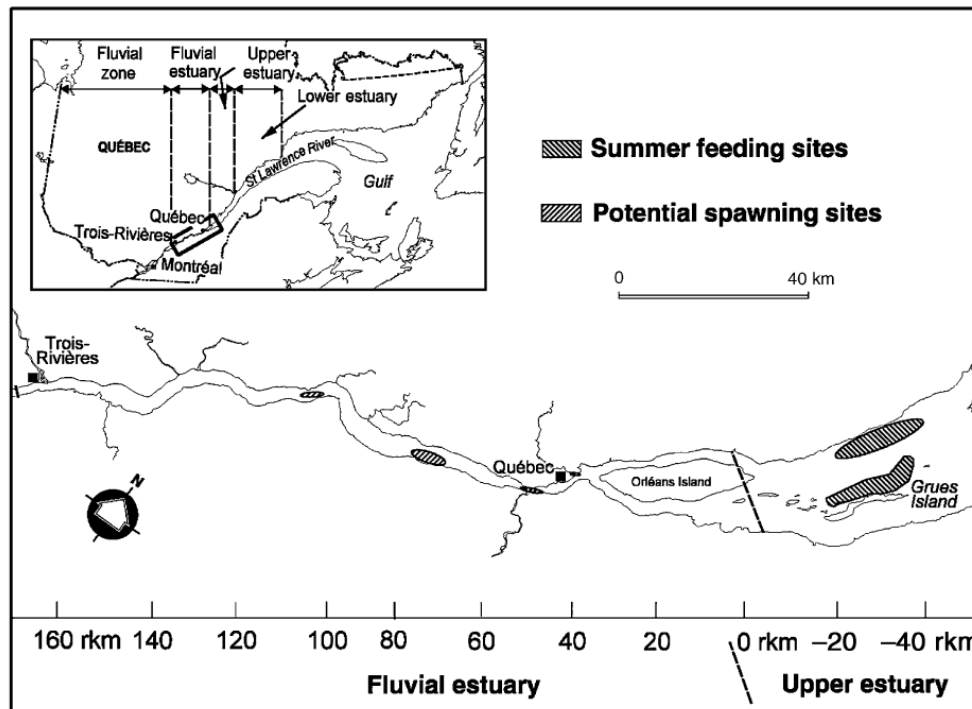 Fluvial
zone
Fluvial
estuary
Upper
estuary
Lower estuary
QUÉBEC
St Lawrence River
Gulf
Québec
Trois-Rivières
Montréal
Summer feeding sites
Potential spawning sites
0 40 km
Trois-
Rivières
N
Québec
Orléans Island
Grues
Island
160 rkm 140 120 100 80 60 40 20 0 rkm –20 –40 rkm
Fluvial estuary Upper estuary